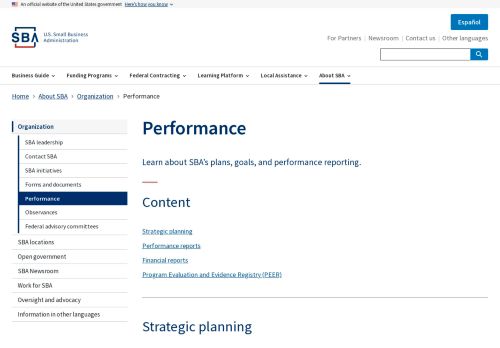 An official website of the United States government Here's how you know
Español
SBA U.S. Small Business
Administration
For Partners | Newsroom | Contact us | Other languages
Business Guide Funding Programs Federal Contracting Learning Platform Local Assistance About SBA
Home > About SBA > Organization > Performance
Organization
SBA leadership
Contact SBA
SBA initiatives
Forms and documents
Performance
Observances
Federal advisory committees
SBA locations
Open government
SBA Newsroom
Work for SBA
Oversight and advocacy
Information in other languages
Performance
Learn about SBA's plans, goals, and performance reporting.
Content
Strategic planning
Performance reports
Financial reports
Program Evaluation and Evidence Registry (PEER)
Strategic planning